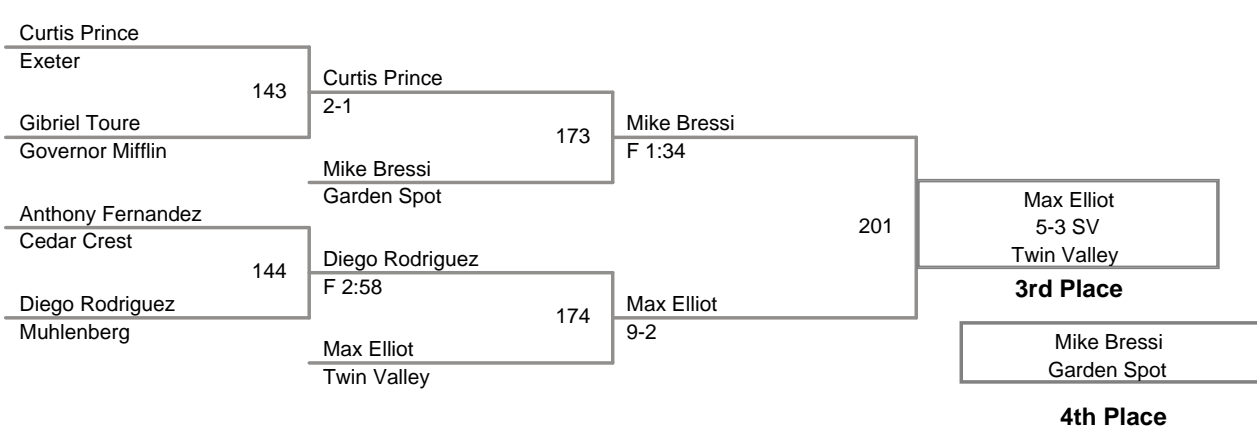 Curtis Prince
Exeter
143
Gibriel Toure
Governor Mifflin
Anthony Fernandez
Cedar Crest
144
Diego Rodriguez
Muhlenberg
Curtis Prince
2-1
173
Mike Bressi
Garden Spot
Diego Rodriguez
F 2:58
174
Max Elliot
Twin Valley
Mike Bressi
F 1:34
201
Max Elliot
9-2
Max Elliot
5-3 SV
Twin Valley
3rd Place
Mike Bressi
Garden Spot
4th Place